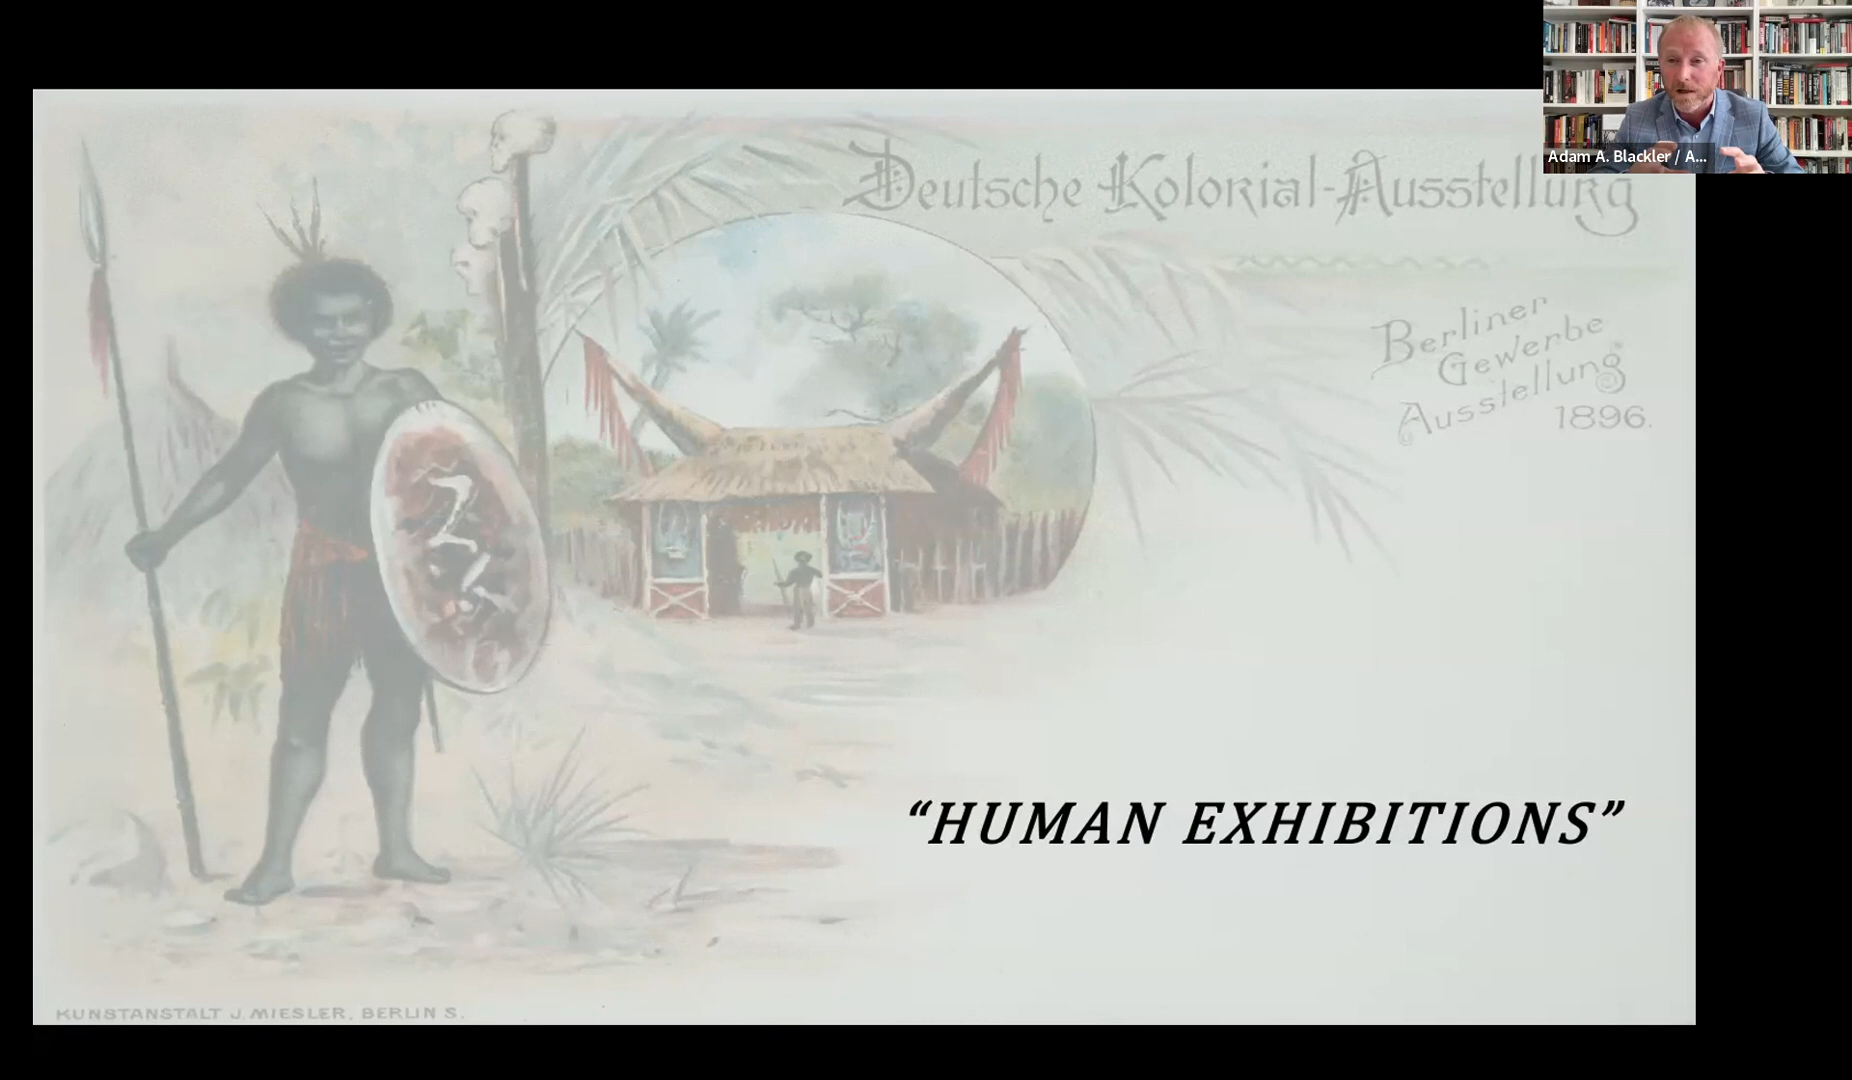 Adam A. Blackler / A...
Deutsche Kolonial-Ausstellung
Berliner
Gewerbe
Ausstellung
1896.
“HUMAN EXHIBITIONS”
KUNSTANSTALT J. MIESLER, BERLIN S.